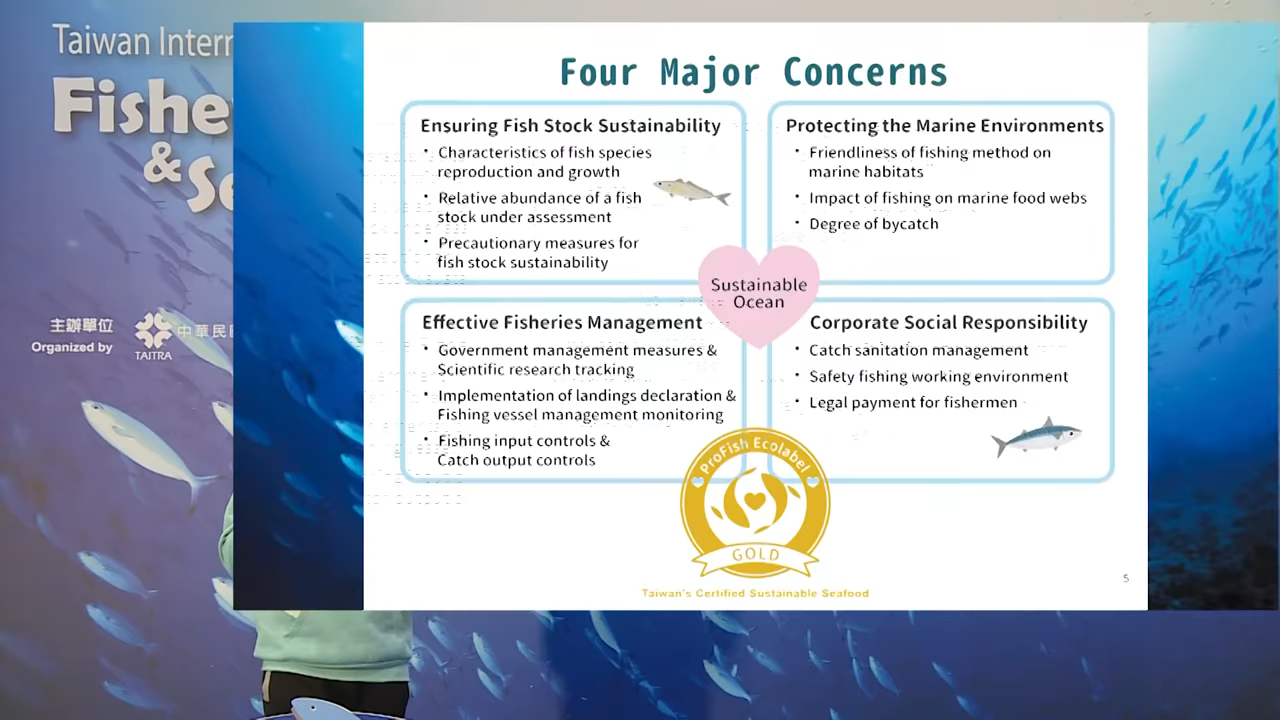 Taiwan Intern
Fishe
& Se
主辦單位
Organized by
TAITRA
中華民國
Four Major Concerns
Ensuring Fish Stock Sustainability
• Characteristics of fish species
reproduction and growth
• Relative abundance of a fish
stock under assessment
• Precautionary measures for
fish stock sustainability
Protecting the Marine Environments
• Friendliness of fishing method on
marine habitats
• Impact of fishing on marine food webs
• Degree of bycatch
Sustainable
Ocean
Effective Fisheries Management
• Government management measures &
Scientific research tracking
• Implementation of landings declaration &
Fishing vessel management monitoring
• Fishing input controls &
Catch output controls
Corporate Social Responsibility
• Catch sanitation management
• Safety fishing working environment
• Legal payment for fishermen
ProFish Ecolabel
GOLD
Taiwan's Certified Sustainable Seafood
5